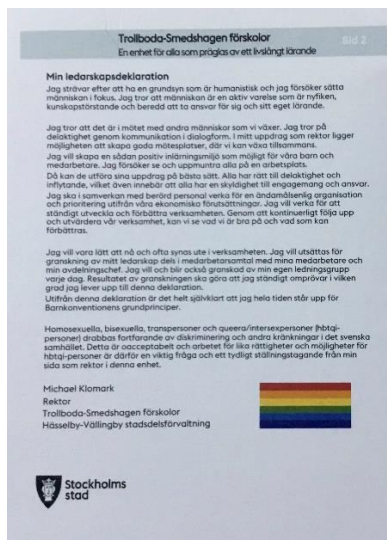 Trollboda-Smedshagen förskolor
Sid 2
En enhet för alla som präglas av ett livslångt lärande
Min ledarskapsdeklaration
Jag strävar efter att ha en grundsyn som är humanistisk och jag försöker sätta
människan i fokus. Jag tror att människan är en aktiv varelse som är nyfiken,
kunskapstörstande och beredd att ta ansvar för sig och sitt eget lärande.
Jag tror att det är i mötet med andra människor som vi växer. Jag tror på
delaktighet genom kommunikation i dialogform. I mitt uppdrag som rektor ligger
möjligheten att skapa goda mötesplatser, där vi kan växa tillsammans.
Jag vill skapa en sådan positiv inlärningsmiljö som möjligt för våra barn och
medarbetare. Jag försöker se och uppmuntra alla på en arbetsplats.
Då kan de utföra sina uppdrag på bästa sätt. Alla har rätt till delaktighet och
inflytande, vilket även innebär att alla har en skyldighet till engagemang och ansvar.
Jag ska i samverkan med berörd personal verka för en ändamålsenlig organisation
och prioritering utifrån våra ekonomiska förutsättningar. Jag vill verka för att
ständigt utveckla och förbättra verksamheten. Genom att kontinuerligt följa upp
och utvärdera vår verksamhet, kan vi se vad vi är bra på och vad som kan
förbättras.
Jag vill vara lätt att nå och ofta synas ute i verksamheten. Jag vill utsättas för
granskning av mitt ledarskap dels i medarbetarsamtal med mina medarbetare och
min avdelningschef. Jag vill och blir också granskad av min egen ledningsgrupp
varje dag. Resultatet av granskningen ska göra att jag ständigt omprövar i vilken
grad jag lever upp till denna deklaration.
Utifrån denna deklaration är det helt självklart att jag hela tiden står upp för
Barnkonventionens grundprinciper.
Homosexuella, bisexuella, transpersoner och queera/intersexpersoner (hbtqi-
personer) drabbas fortfarande av diskriminering och andra kränkningar i det svenska
samhället. Detta är oacceptabelt och arbetet för lika rättigheter och möjligheter för
hbtqi-personer är därför en viktig fråga och ett tydligt ställningstagande från min
sida som rektor i denna enhet.
Michael Klomark
Rektor
Trollboda-Smedshagen förskolor
Hässelby-Vällingby stadsdelsförvaltning
Stockholms
stad